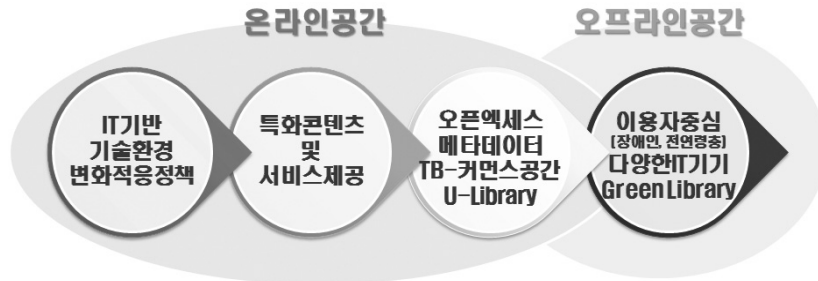 온라인공간
오프라인공간
IT기반
기술환경
변화적응정책
특화콘텐츠
및
서비스제공
오픈엑세스
메타데이터
TB-커먼스공간
U-Library
이용자중심
[장애인, 전연령층]
다양한IT기기
Green Library